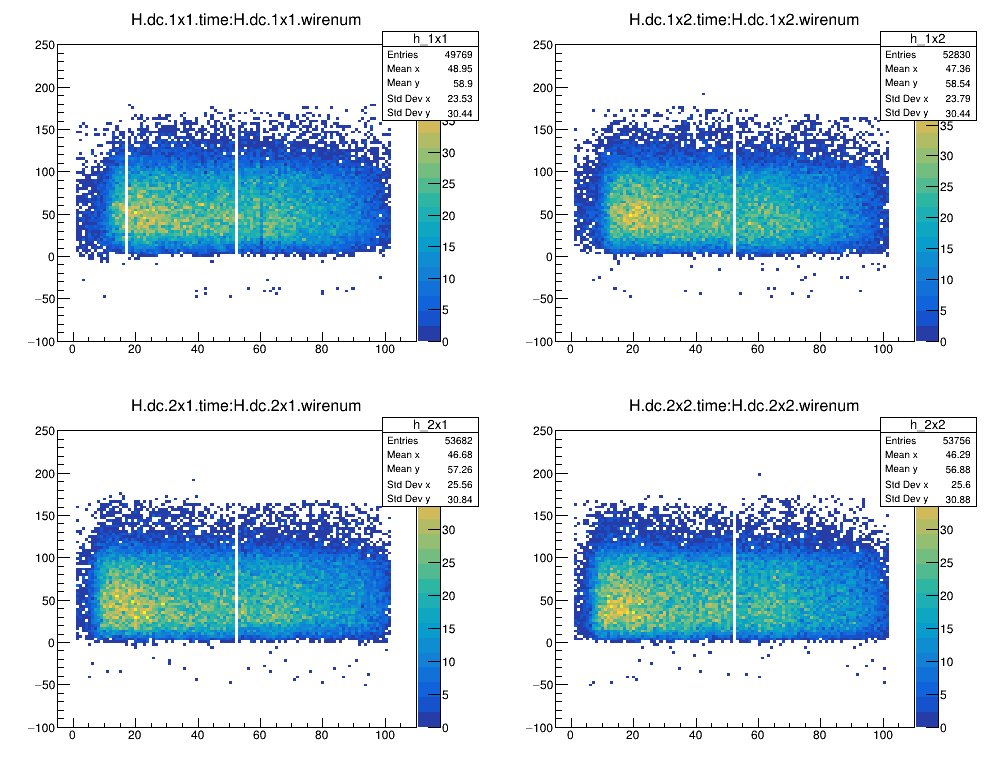 H.dc.1x1.time:H.dc.1x1.wirenum
h_1x1
Entries 49769
Mean x 48.95
Mean y 58.9
Std Dev x 23.53
Std Dev y 30.44
250
200
150
100
50
0
−50
−100
0 20 40 60 80 100
35
30
25
20
15
10
5
0
H.dc.1x2.time:H.dc.1x2.wirenum
h_1x2
Entries 52830
Mean x 47.36
Mean y 58.54
Std Dev x 23.79
Std Dev y 30.44
250
200
150
100
50
0
−50
−100
0 20 40 60 80 100
35
30
25
20
15
10
5
0
H.dc.2x1.time:H.dc.2x1.wirenum
h_2x1
Entries 53682
Mean x 46.68
Mean y 57.26
Std Dev x 25.56
Std Dev y 30.84
250
200
150
100
50
0
−50
−100
0 20 40 60 80 100
30
25
20
15
10
5
0
H.dc.2x2.time:H.dc.2x2.wirenum
h_2x2
Entries 53756
Mean x 46.29
Mean y 56.88
Std Dev x 25.6
Std Dev y 30.88
250
200
150
100
50
0
−50
−100
0 20 40 60 80 100
30
25
20
15
10
5
0